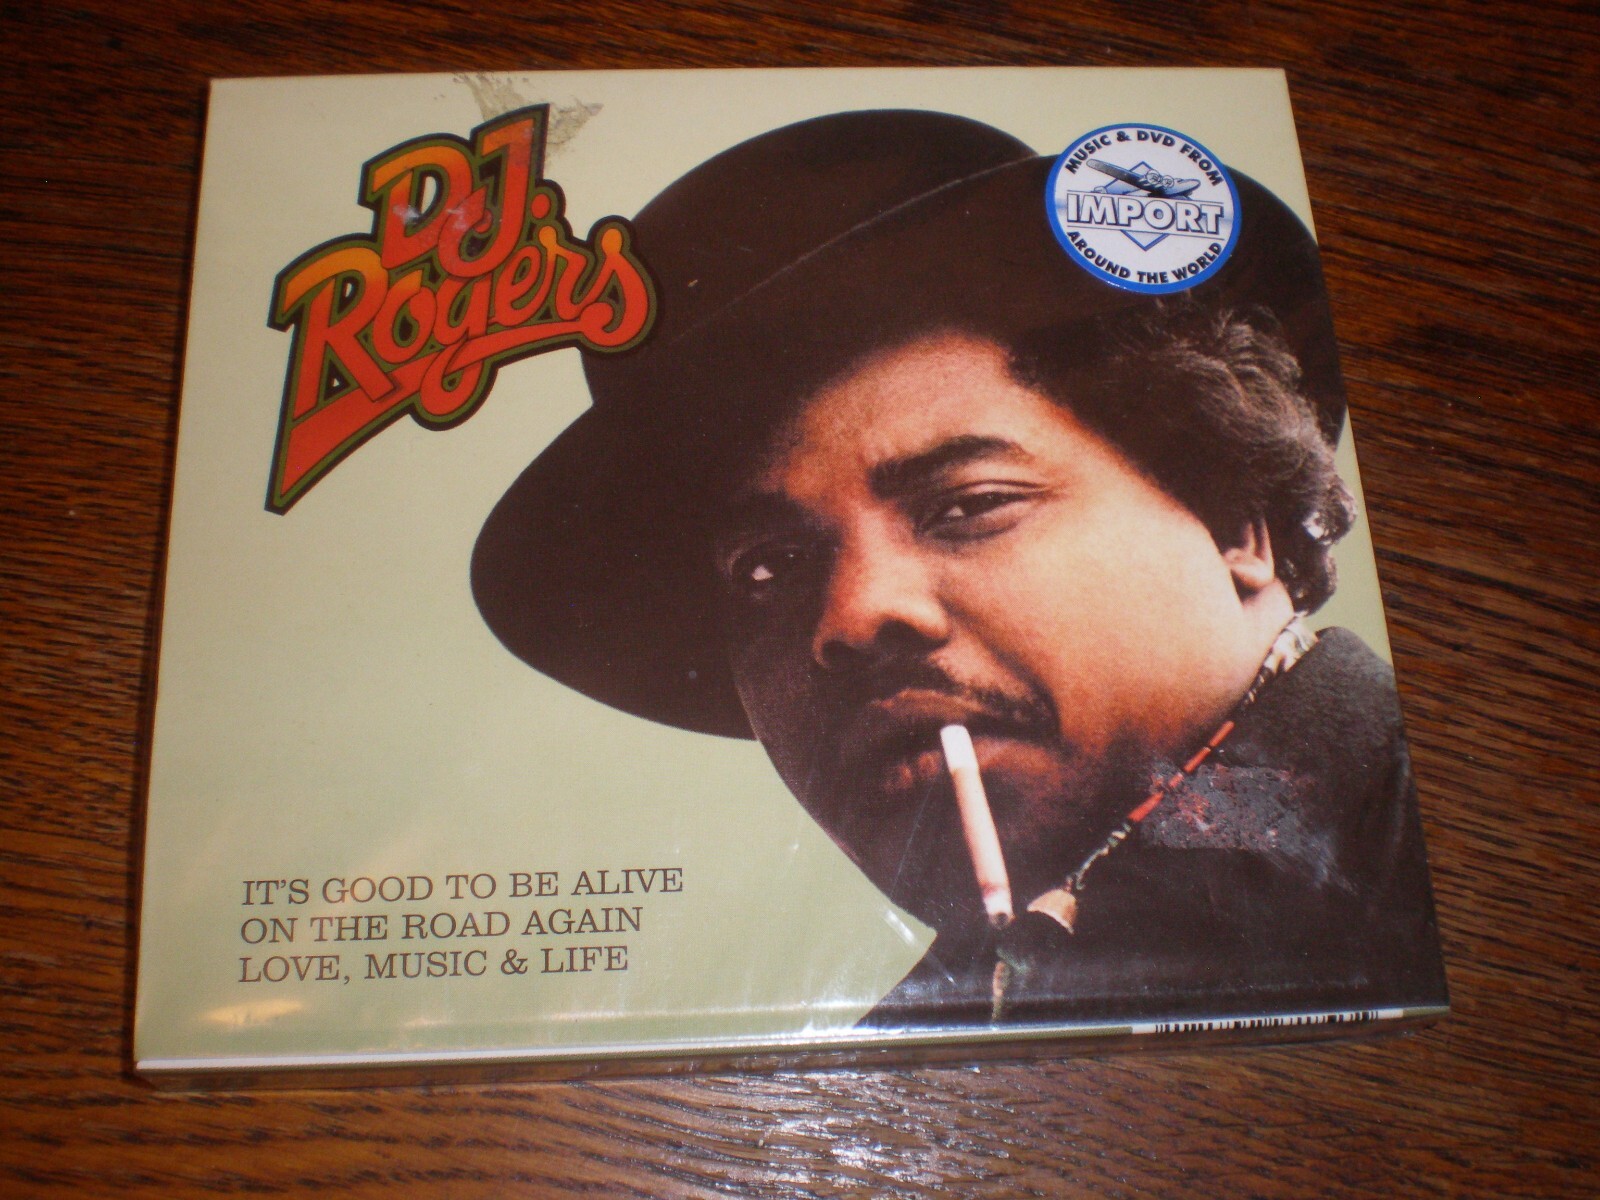 D.J.
Rogers
MUSIC & DVD FROM
IMPORT
AROUND THE WORLD
IT'S GOOD TO BE ALIVE
ON THE ROAD AGAIN
LOVE, MUSIC & LIFE